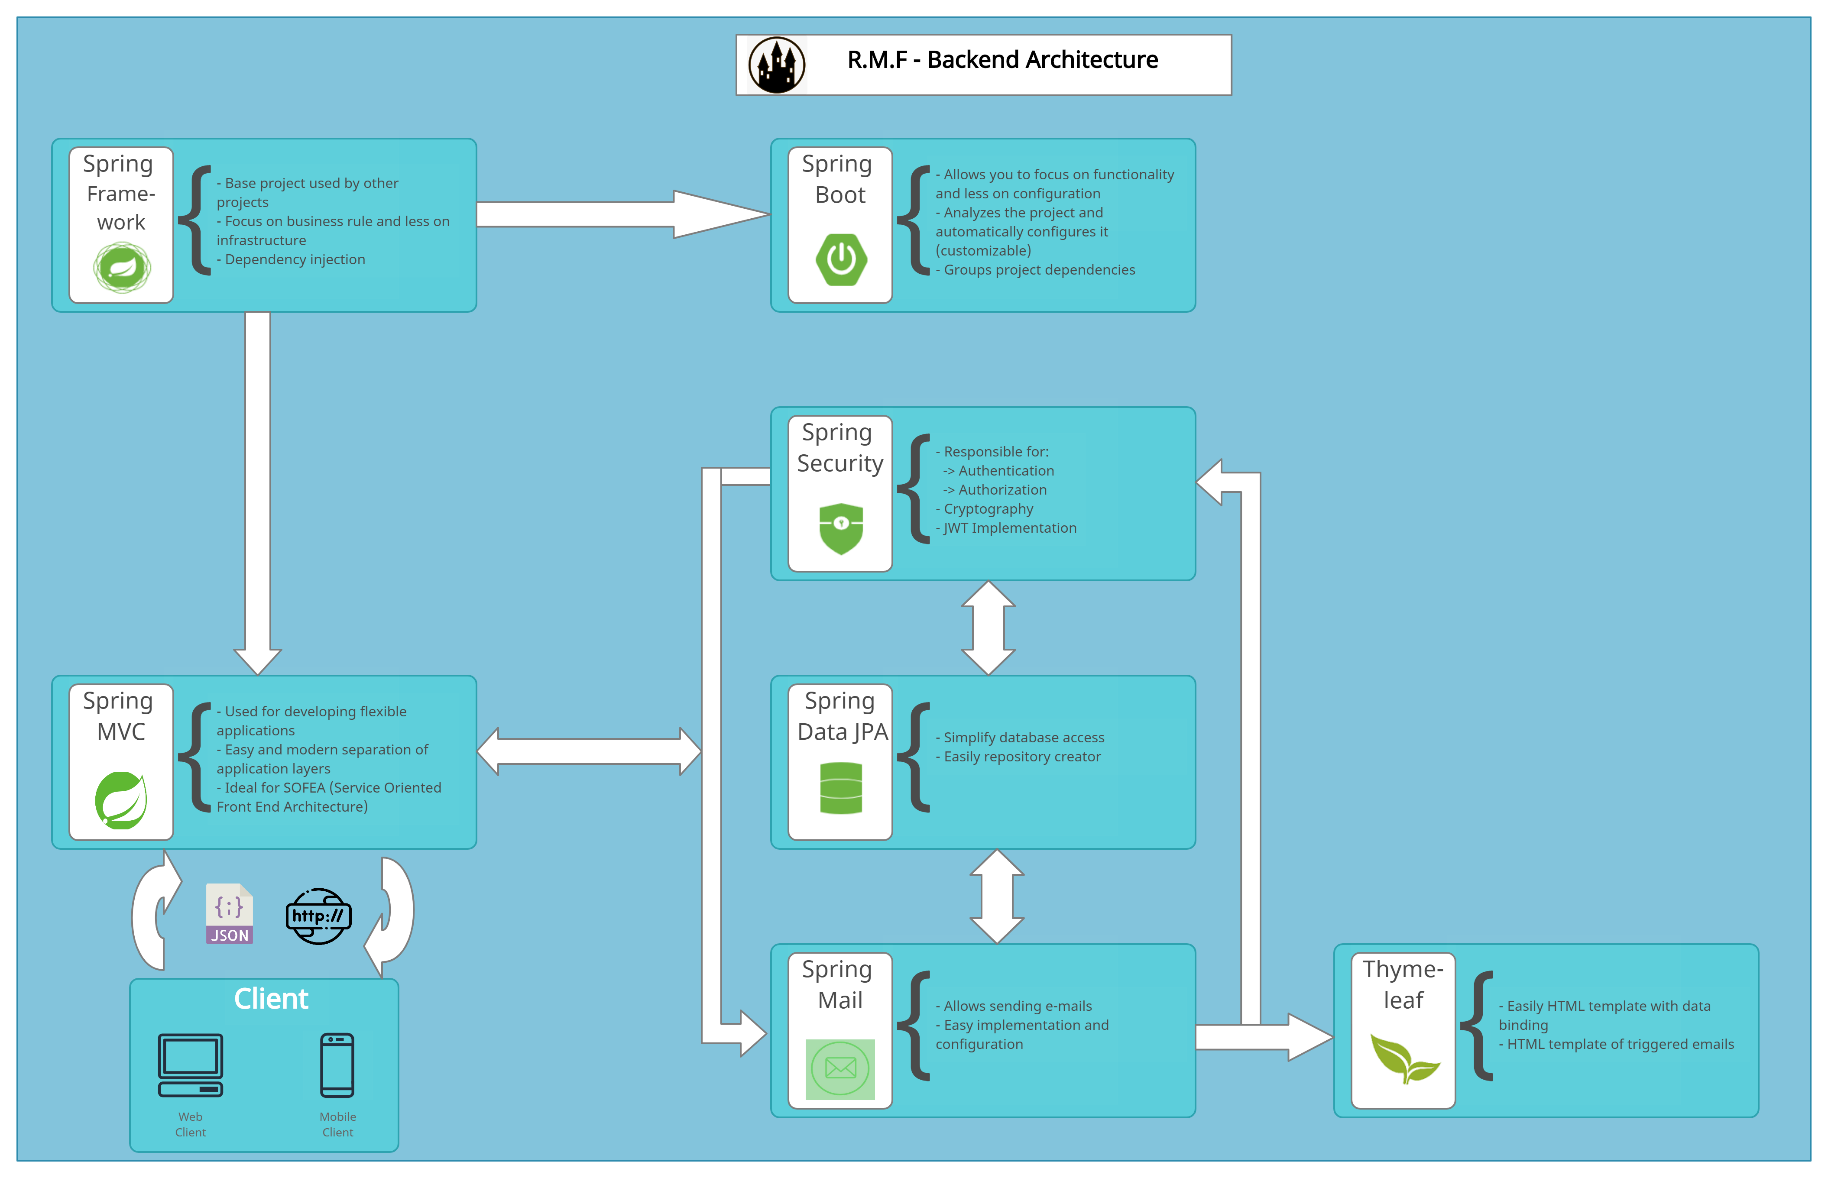 R.M.F - Backend Architecture
Spring
Frame-
work
- Base project used by other
projects
- Focus on business rule and less on
infrastructure
- Dependency injection
Spring
Boot
- Allows you to focus on functionality
and less on configuration
- Analyzes the project and
automatically configures it
(customizable)
- Groups project dependencies
Spring
Security
- Responsible for:
-> Authentication
-> Authorization
- Cryptography
- JWT Implementation
Spring
MVC
- Used for developing flexible
applications
- Easy and modern separation of
application layers
- Ideal for SOFEA (Service Oriented
Front End Architecture)
Spring
Data JPA
- Simplify database access
- Easily repository creator
{;}
JSON
http://
Client
Web
Client
Mobile
Client
Spring
Mail
- Allows sending e-mails
- Easy implementation and
configuration
Thyme-
leaf
- Easily HTML template with data
binding
- HTML template of triggered emails